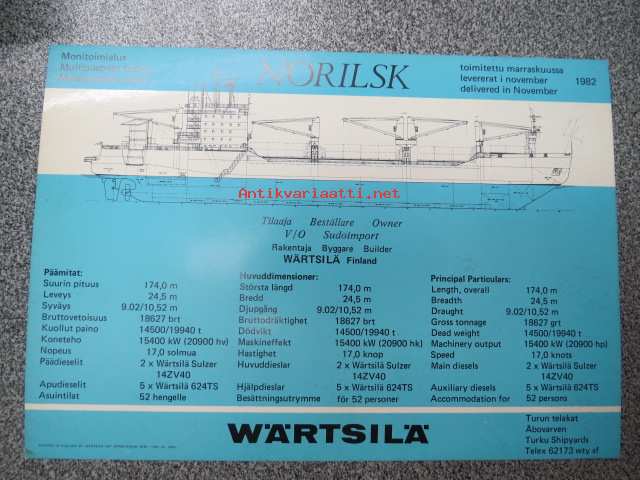 Monitoimialus
NORILSK
toimitettu marraskuussa
levererat i november
delivered in November
1982
Antikvariaatti.net
Tilaaja Beställare Owner
V/O Sudoimport
Rakentaja Byggare Builder
WÄRTSILÄ Finland
Päämitat:
Suurin pituus 174,0 m
Leveys 24,5 m
Syväys 9.02/10,52 m
Bruttovetoisuus 18627 brt
Kuollut paino 14500/19940 t
Koneteho 15400 kW (20900 hv)
Nopeus 17,0 solmua
Päädieselit 2 x Wärtsilä Sulzer
14ZV40
Apudieselit 5 x Wärtsilä 624TS
Asuintilat 52 hengelle
Huvuddimensioner:
Största längd 174,0 m
Bredd 24,5 m
Djupgång 9.02/10,52 m
Bruttodräktighet 18627 brt
Dödvikt 14500/19940 t
Maskineffekt 15400 kW (20900 hk)
Hastighet 17,0 knop
Huvuddieslar 2 x Wärtsilä Sulzer
14ZV40
Hjälpdieslar 5 x Wärtsilä 624TS
Besättningsutrymme för 52 personer
Principal Particulars:
Length, overall 174,0 m
Breadth 24,5 m
Draught 9.02/10,52 m
Gross tonnage 18627 grt
Dead weight 14500/19940 t
Machinery output 15400 kW (20900 hp)
Speed 17,0 knots
Main diesels 2 x Wärtsilä Sulzer
14ZV40
Auxiliary diesels 5 x Wärtsilä 624TS
Accommodation for 52 persons
WÄRTSILÄ
Turun telakat
Åbovarven
Turku Shipyards
Telex 62173 wty sf